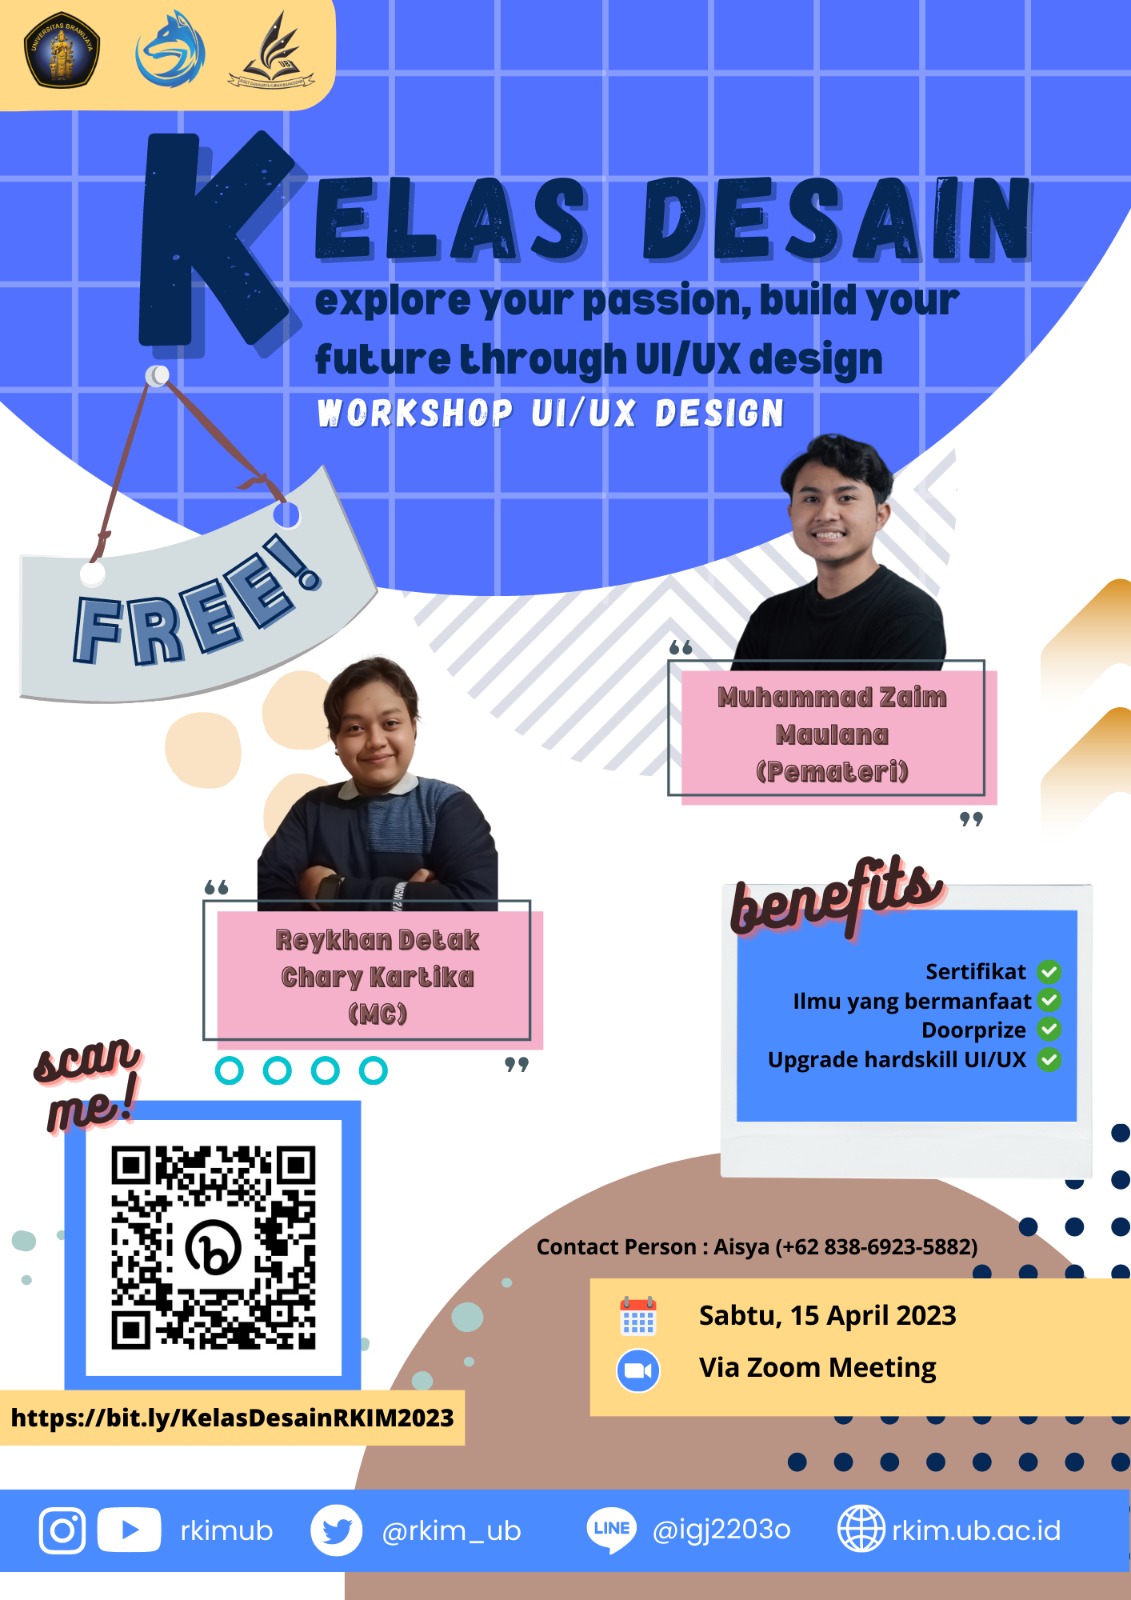 UNIVERSITAS BRAWIJAYA
UB
KELAS DESAIN
explore your passion, build your
future through UI/UX design
WORKSHOP UI/UX DESIGN
FREE!
“
Muhammad Zaim
Maulana
(Pemateri)
”
“
Reykhan Detak
Chary Kartika
(MC)
”
benefits
Sertifikat
Ilmu yang bermanfaat
Doorprize
Upgrade hardskill UI/UX
scan
me!
b
https://bit.ly/KelasDesainRKIM2023
Contact Person : Aisya (+62 838-6923-5882)
Sabtu, 15 April 2023
Via Zoom Meeting
rkimub
@rkim_ub
LINE
@igj2203o
rkim.ub.ac.id